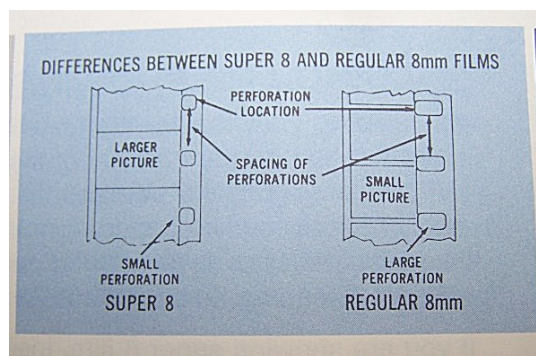 DIFFERENCES BETWEEN SUPER 8 AND REGULAR 8mm FILMS
PERFORATION
LOCATION
LARGER
PICTURE
SPACING OF
PERFORATIONS
SMALL
PICTURE
SMALL
PERFORATION
SUPER 8
LARGE
PERFORATION
REGULAR 8mm